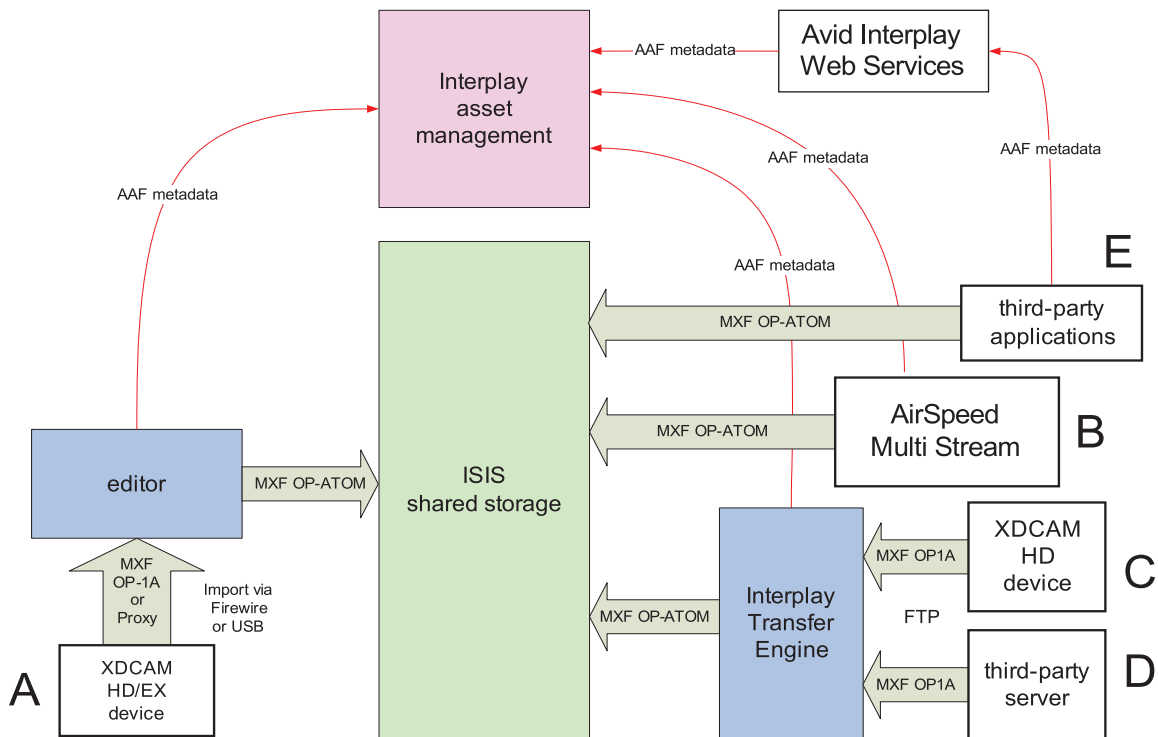 Interplay
asset
management
AAF metadata
Avid Interplay
Web Services
AAF metadata
AAF metadata
AAF metadata
AAF metadata
E
third-party
applications
MXF OP-ATOM
AirSpeed
Multi Stream
B
MXF OP-ATOM
editor
MXF OP-ATOM
ISIS
shared storage
MXF
OP-1A
or
Proxy
Import via
Firewire
or USB
A
XDCAM
HD/EX
device
MXF OP-ATOM
Interplay
Transfer
Engine
MXF OP1A
XDCAM
HD
device
C
FTP
MXF OP1A
third-party
server
D